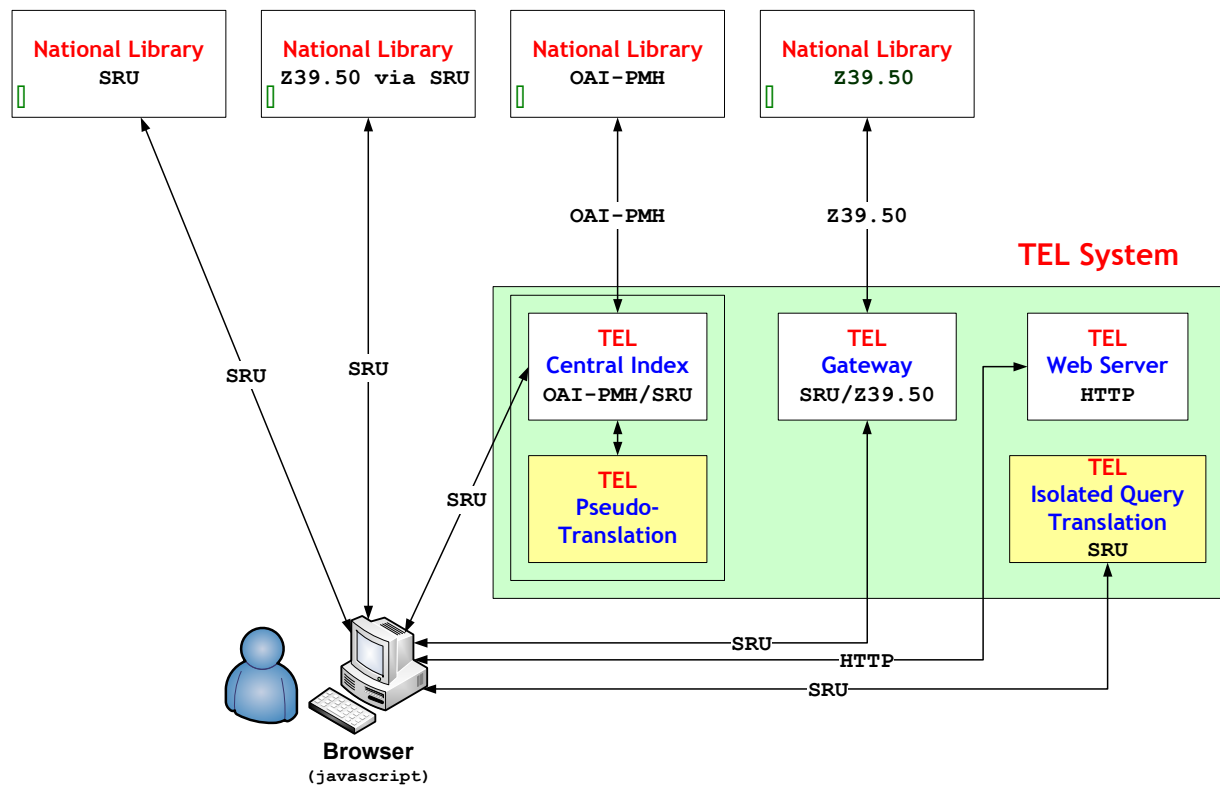 National Library
SRU
National Library
Z39.50 via SRU
National Library
OAI-PMH
National Library
Z39.50
OAI-PMH
Z39.50
TEL System
TEL
Central Index
OAI-PMH/SRU
TEL
Gateway
SRU/Z39.50
TEL
Web Server
HTTP
SRU
SRU
SRU
TEL
Pseudo-
Translation
TEL
Isolated Query
Translation
SRU
SRU
HTTP
SRU
Browser
(javascript)